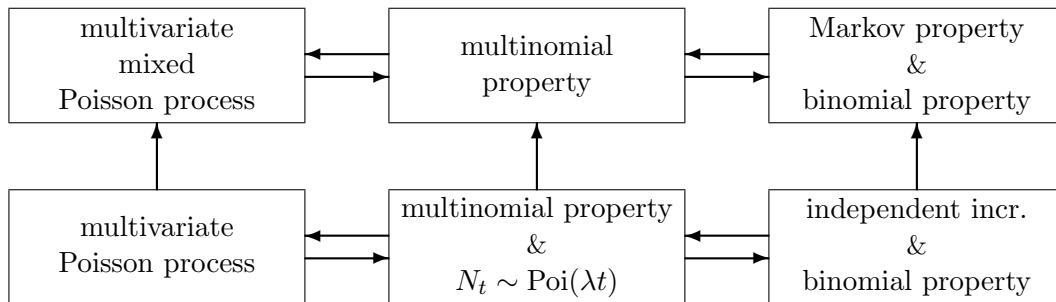 multivariate
mixed
Poisson process
multinomial
property
Markov property
&
binomial property
multivariate
Poisson process
multinomial property
&
N_t ∼ Poi(λt)
independent incr.
&
binomial property